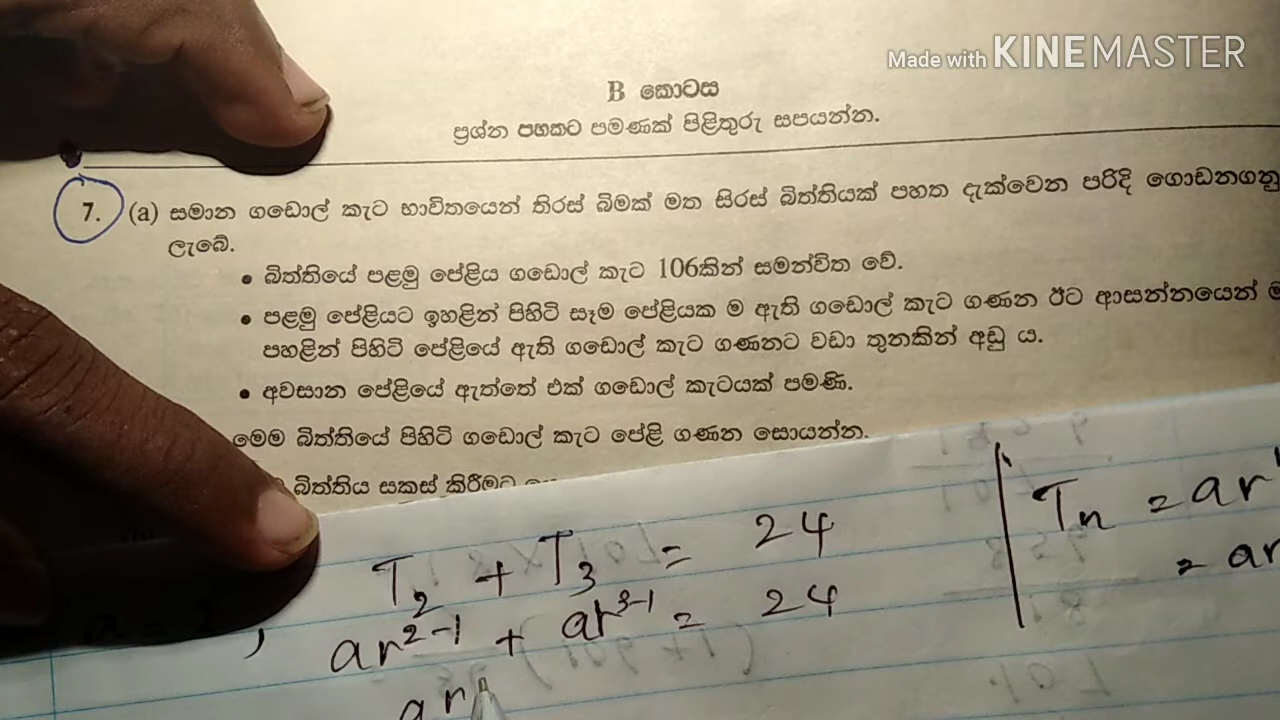 Made with KINEMASTER
B කොටස
ප්‍රශ්න පහකට පමණක් පිළිතුරු සපයන්න.
7. (a) සමාන ගඩොල් කැට භාවිතයෙන් තිරස් බිමක් මත සිරස් බිත්තියක් පහත දැක්වෙන පරිදි ගොඩනගනු
ලැබේ.
• බිත්තියේ පළමු පේළිය ගඩොල් කැට 106කින් සමන්විත වේ.
• පළමු පේළියට ඉහළින් පිහිටි සෑම පේළියක ම ඇති ගඩොල් කැට ගණන ඊට ආසන්නයෙන් ම
පහළින් පිහිටි පේළියේ ඇති ගඩොල් කැට ගණනට වඩා තුනකින් අඩු ය.
• අවසාන පේළියේ ඇත්තේ එක් ගඩොල් කැටයක් පමණි.
මෙම බිත්තියේ පිහිටි ගඩොල් කැට පේළි ගණන සොයන්න.
බිත්තිය සකස් කිරීමට
T₂ + T₃ = 24
ar²⁻¹ + ar³⁻¹ = 24
ar
Tₙ = ar
= ar